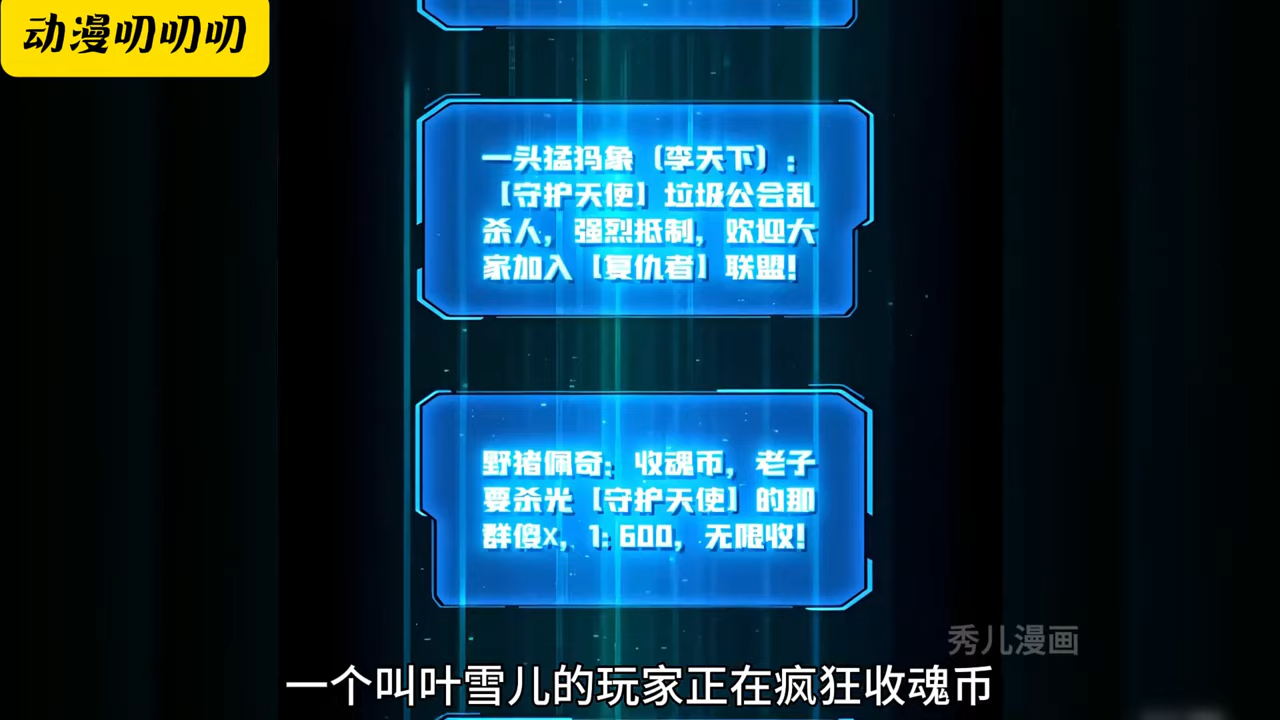 动漫叨叨叨
一头猛犸象（李天下）：
【守护天使】垃圾公会乱
杀人，强烈抵制，欢迎大
家加入【复仇者】联盟！
野猪佩奇：收魂币，老子
要杀光【守护天使】的那
群傻x，1：600，无限收！
秀儿漫画
一个叫叶雪儿的玩家正在疯狂收魂币